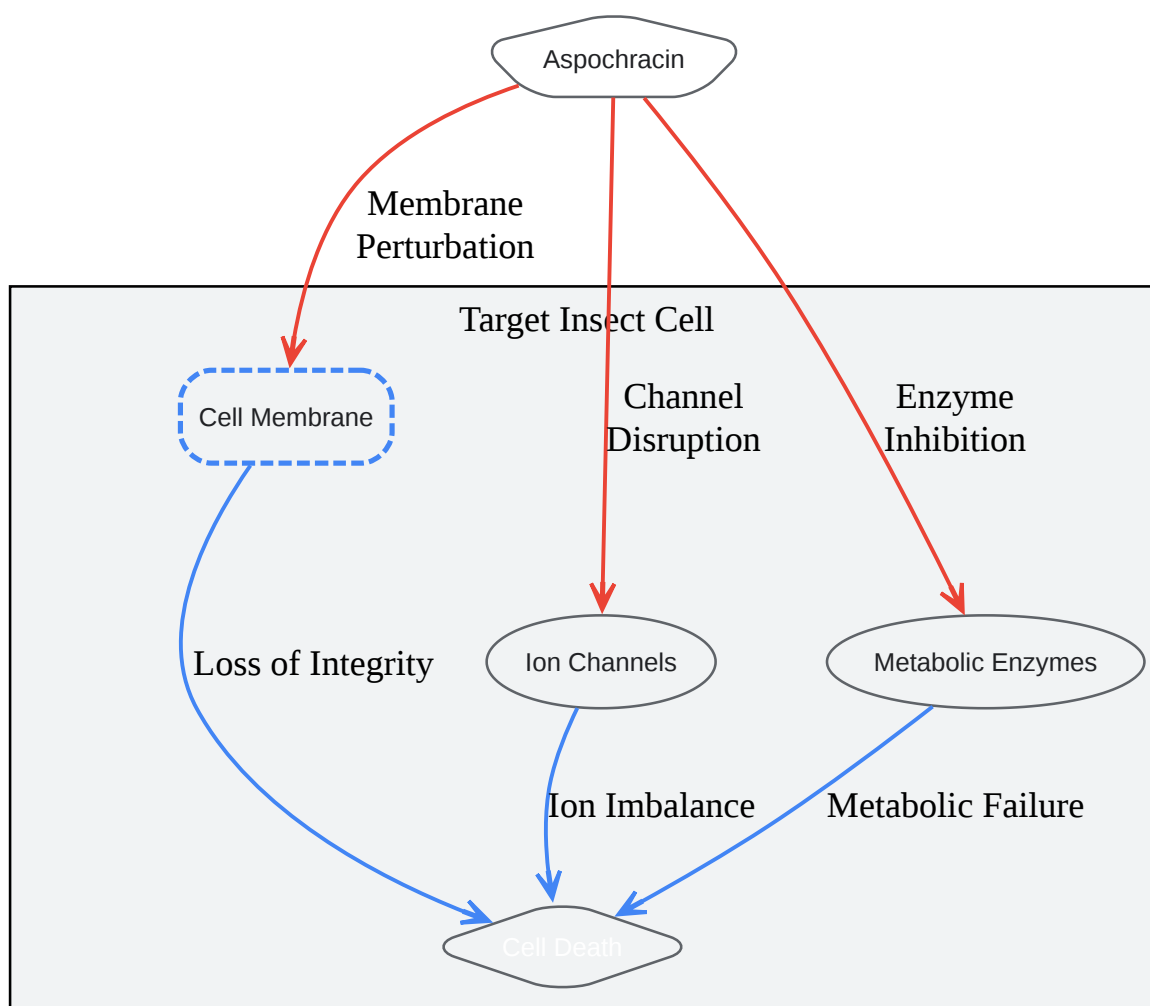 Aspochracin
Membrane
Perturbation
Target Insect Cell
Channel
Disruption
Enzyme
Inhibition
Cell Membrane
Loss of Integrity
Ion Channels
Metabolic Enzymes
Ion Imbalance
Metabolic Failure
Cell Death